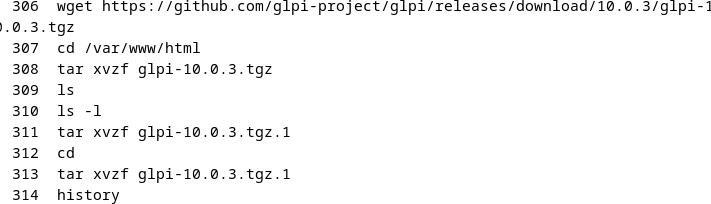 306  wget https://github.com/glpi-project/glpi/releases/download/10.0.3/glpi-1
0.0.3.tgz
307  cd /var/www/html
308  tar xvzf glpi-10.0.3.tgz
309  ls
310  ls -l
311  tar xvzf glpi-10.0.3.tgz.1
312  cd
313  tar xvzf glpi-10.0.3.tgz.1
314  history